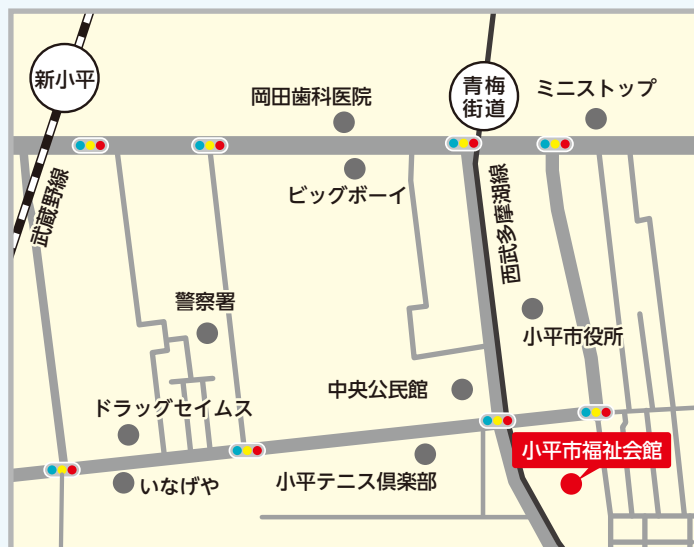 新小平
岡田歯科医院
青梅
街道
ミニストップ
ビッグボーイ
武蔵野線
西武多摩湖線
警察署
小平市役所
中央公民館
ドラッグセイムス
小平市福祉会館
いなげや
小平テニス倶楽部